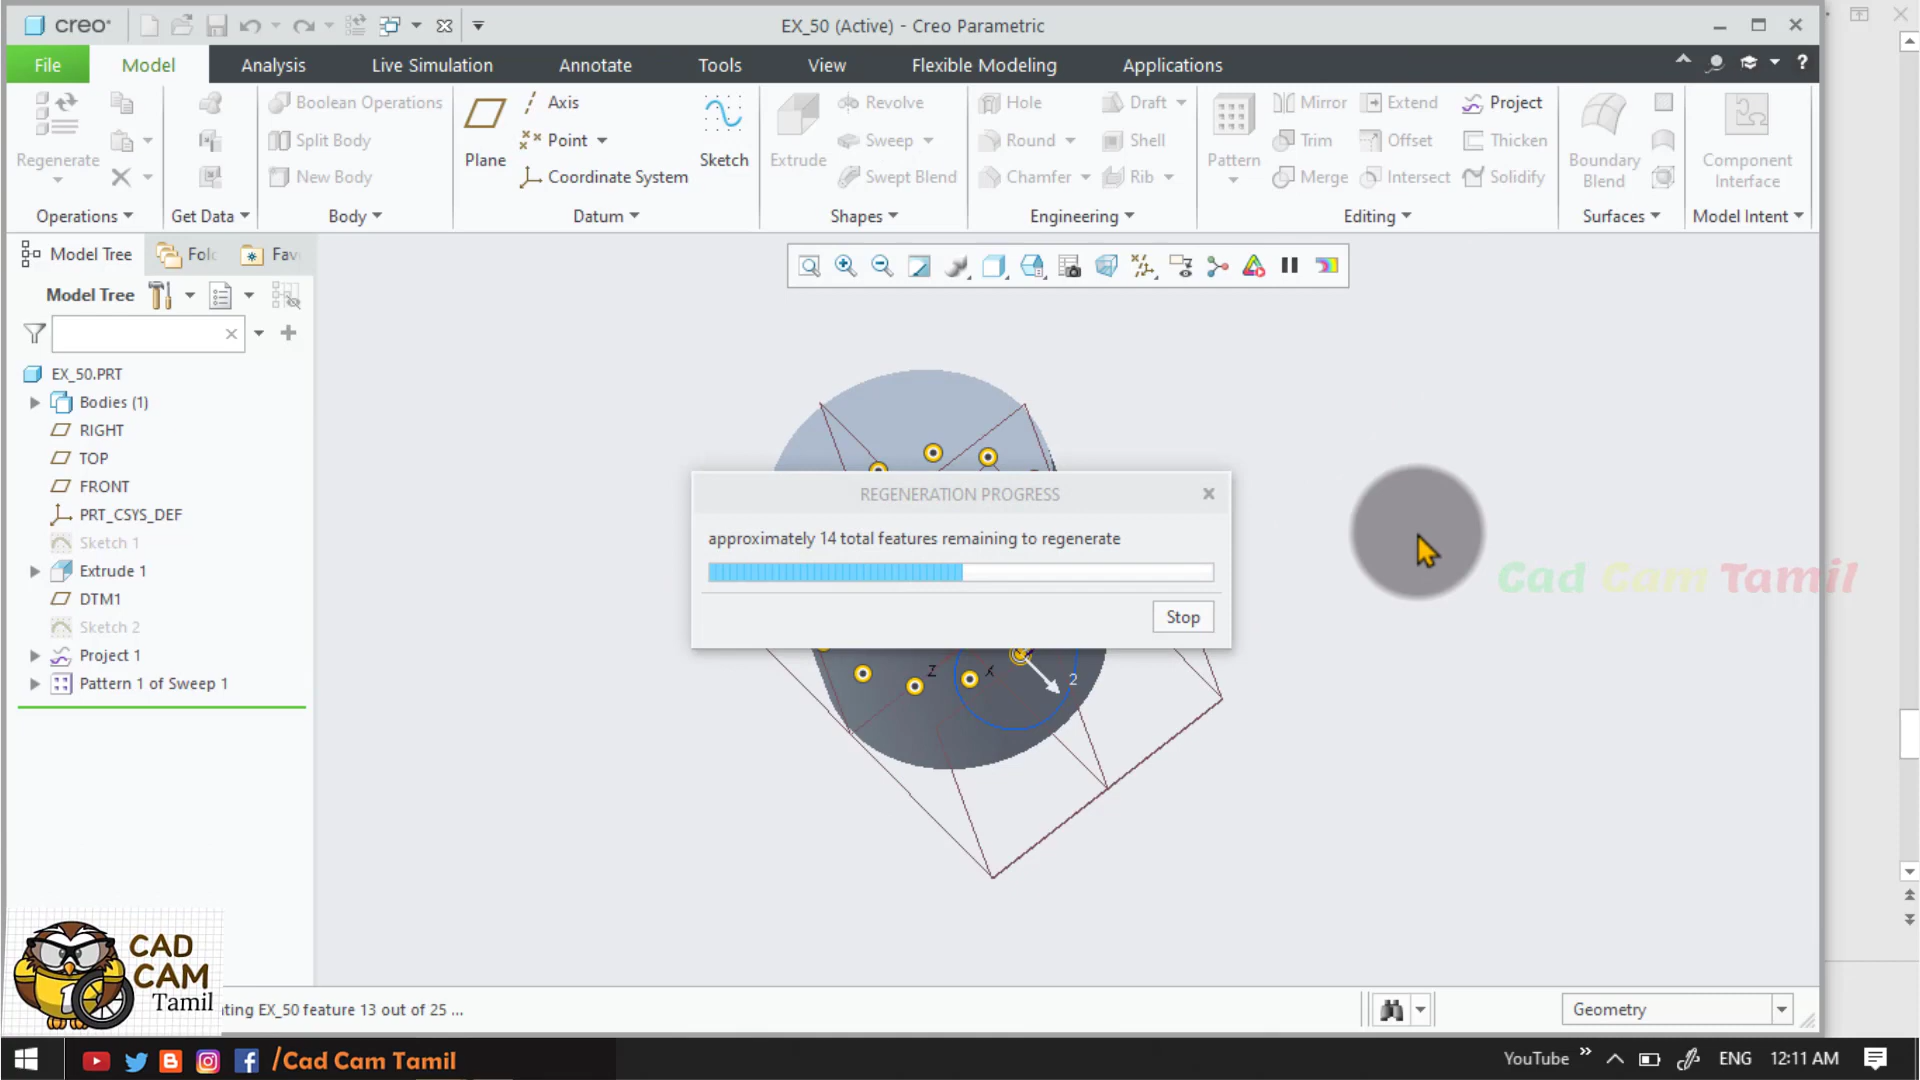 creo
EX_50 (Active) - Creo Parametric
File Model Analysis Live Simulation Annotate Tools View Flexible Modeling Applications
Regenerate
Boolean Operations
Split Body
New Body
Plane
Axis
Point
Coordinate System
Sketch
Extrude
Revolve
Sweep
Swept Blend
Hole
Round
Chamfer
Draft
Shell
Rib
Pattern
Mirror
Trim
Merge
Extend
Offset
Intersect
Project
Thicken
Solidify
Boundary
Blend
Component
Interface
Operations Get Data Body Datum Shapes Engineering Editing Surfaces Model Intent
Model Tree Fol Fav
Model Tree
EX_50.PRT
Bodies (1)
RIGHT
TOP
FRONT
PRT_CSYS_DEF
Sketch 1
Extrude 1
DTM1
Sketch 2
Project 1
Pattern 1 of Sweep 1
REGENERATION PROGRESS
approximately 14 total features remaining to regenerate
Stop
Z X 2
Cad Cam Tamil
CAD
CAM
Tamil
ting EX_50 feature 13 out of 25 ...
Geometry
/Cad Cam Tamil
YouTube ENG 12:11 AM